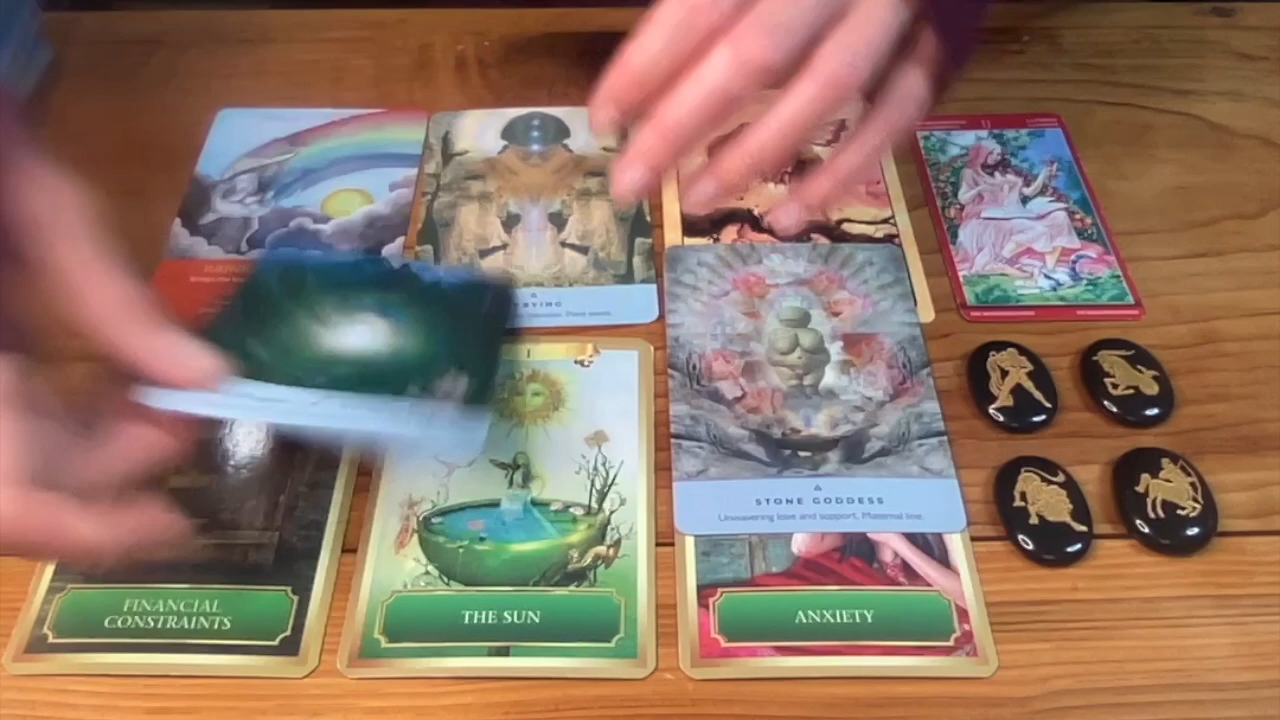 STONE GODDESS
Unwavering love and support. Maternal line.
FINANCIAL
CONSTRAINTS
THE SUN
ANXIETY